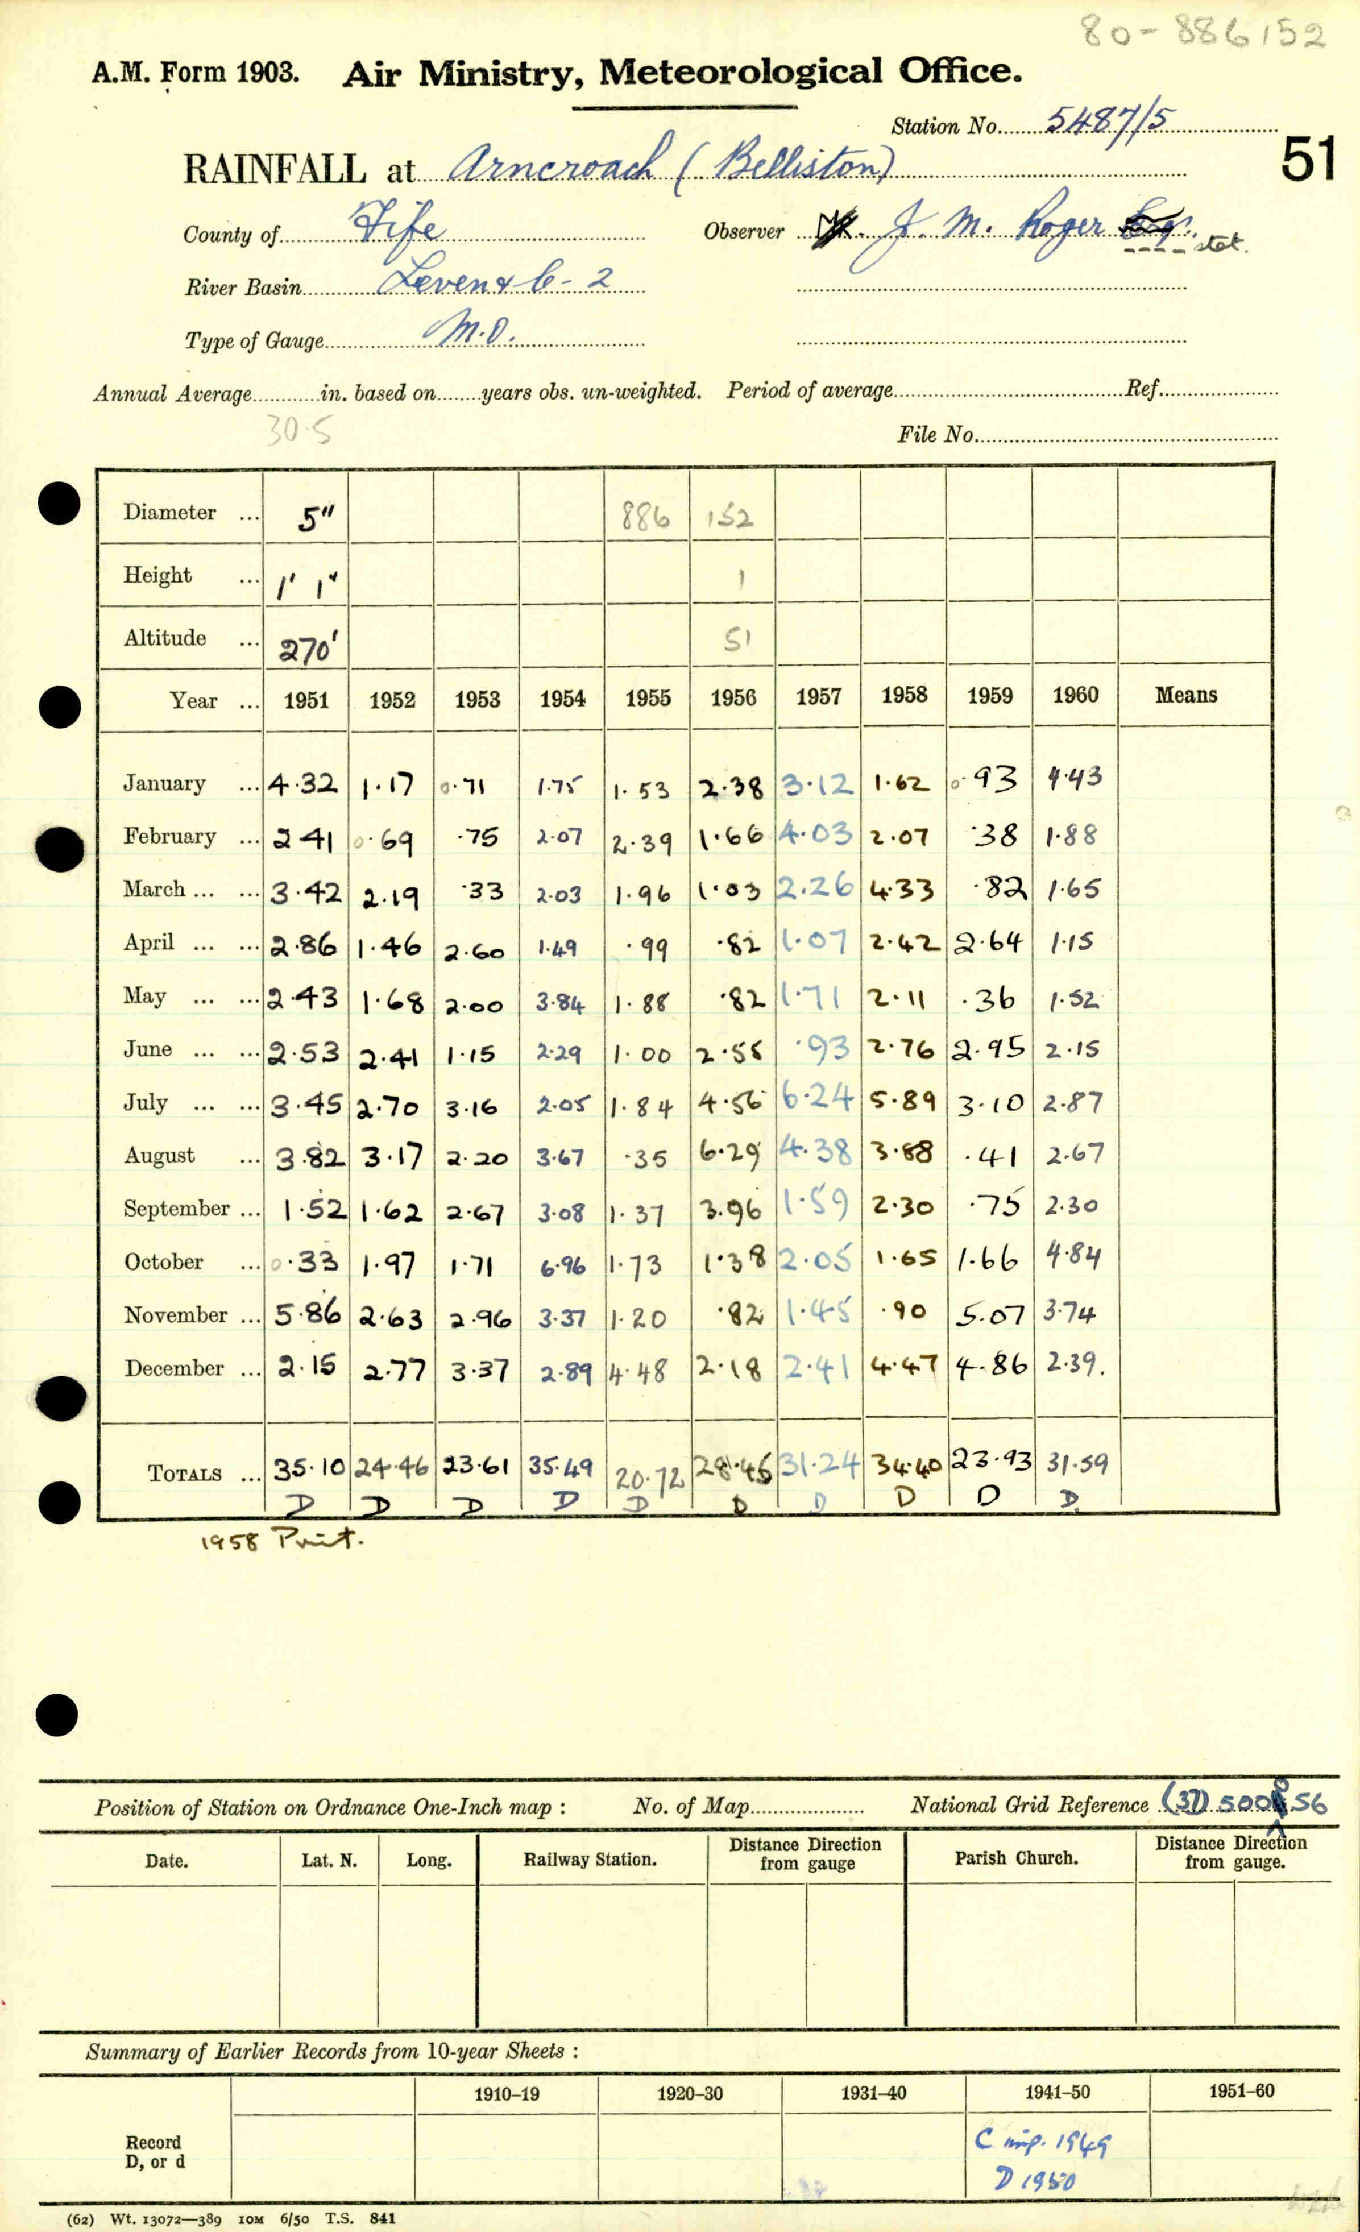 80-886152
A.M. Form 1903. Air Ministry, Meteorological Office.
Station No. 5487/5
51
RAINFALL at Arncroach (Belliston)
County of Fife Observer J. M. Roger Esq. stet.
River Basin Leven & C - 2
Type of Gauge M.O.
Annual Average in. based on years obs. un-weighted. Period of average Ref.
30.5
File No.
Diameter ... 5" 886 152
Height ... 1' 1" 1
Altitude ... 270' 51
Year ... 1951 1952 1953 1954 1955 1956 1957 1958 1959 1960 Means
January ... 4.32 1.17 0.71 1.75 1.53 2.38 3.12 1.62 0.93 4.43
February ... 2.41 0.69 .75 2.07 2.39 1.66 4.03 2.07 .38 1.88
March ... ... 3.42 2.19 .33 2.03 1.96 1.03 2.26 4.33 .82 1.65
April ... ... 2.86 1.46 2.60 1.49 .99 .82 1.07 2.42 2.64 1.15
May ... ... 2.43 1.68 2.00 3.84 1.88 .82 1.71 2.11 .36 1.52
June ... ... 2.53 2.41 1.15 2.29 1.00 2.55 .93 2.76 2.95 2.15
July ... ... 3.45 2.70 3.16 2.05 1.84 4.56 6.24 5.89 3.10 2.87
August ... 3.82 3.17 2.20 3.67 .35 6.29 4.38 3.88 .41 2.67
September ... 1.52 1.62 2.67 3.08 1.37 3.96 1.59 2.30 .75 2.30
October ... 0.33 1.97 1.71 6.96 1.73 1.38 2.05 1.65 1.66 4.84
November ... 5.86 2.63 2.96 3.37 1.20 .82 1.45 .90 5.07 3.74
December ... 2.15 2.77 3.37 2.89 4.48 2.18 2.41 4.47 4.86 2.39.
TOTALS ... 35.10 24.46 23.61 35.49 20.72 28.45 31.24 34.40 23.93 31.59
D D D D D D D D D D
1958 Print.
Position of Station on Ordnance One-Inch map : No. of Map National Grid Reference (37) 500 056
Date. Lat. N. Long. Railway Station. Distance Direction from gauge Parish Church. Distance Direction from gauge.
Summary of Earlier Records from 10-year Sheets :
1910–19 1920–30 1931–40 1941–50 1951–60
Record D, or d C inp. 1949
D 1950
(62) Wt. 13072—389 10M 6/50 T.S. 841